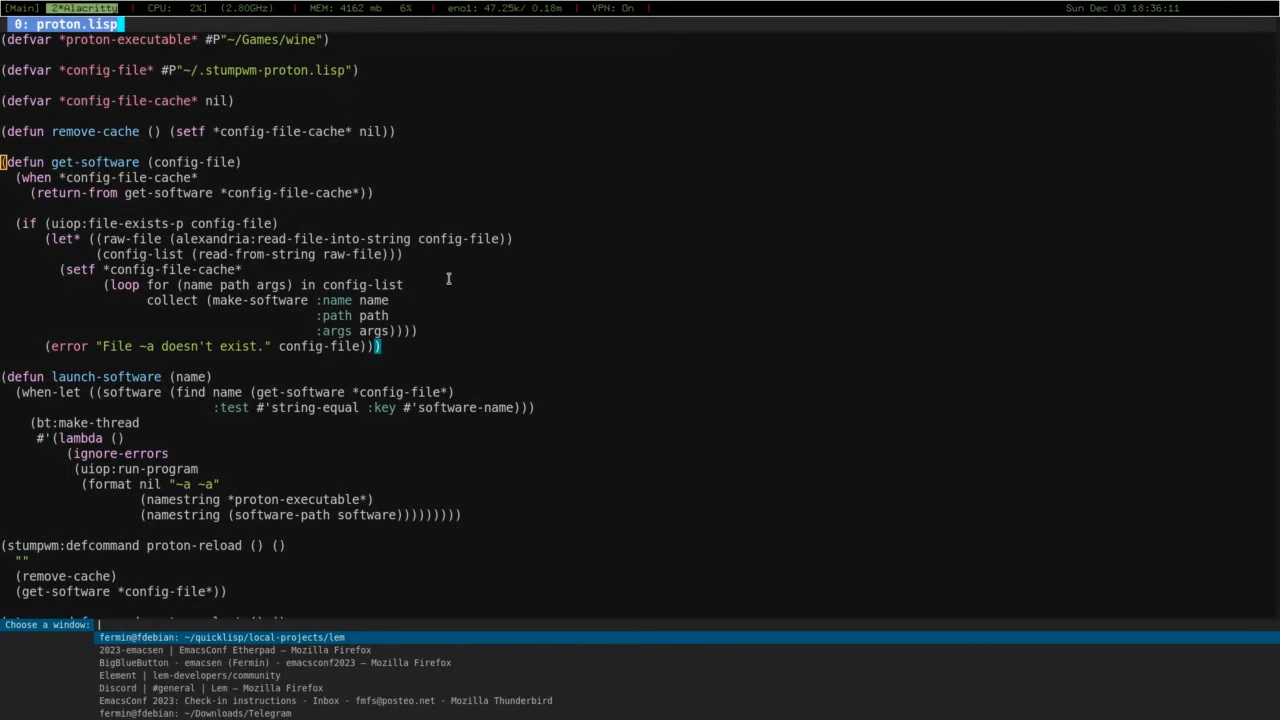 [Main] 2*Alacritty | CPU: 2%] (2.80GHz) | MEM: 4162 mb 6% | eno1: 47.25k/ 0.18m | VPN: On | Sun Dec 03 18:36:11
0: proton.lisp
(defvar *proton-executable* #P"~/Games/wine")
(defvar *config-file* #P"~/.stumpwm-proton.lisp")
(defvar *config-file-cache* nil)
(defun remove-cache () (setf *config-file-cache* nil))
(defun get-software (config-file)
(when *config-file-cache*
(return-from get-software *config-file-cache*))
(if (uiop:file-exists-p config-file)
(let* ((raw-file (alexandria:read-file-into-string config-file))
(config-list (read-from-string raw-file)))
(setf *config-file-cache*
(loop for (name path args) in config-list
collect (make-software :name name
:path path
:args args))))
(error "File ~a doesn't exist." config-file)))
(defun launch-software (name)
(when-let ((software (find name (get-software *config-file*)
:test #'string-equal :key #'software-name)))
(bt:make-thread
#'(lambda ()
(ignore-errors
(uiop:run-program
(format nil "~a ~a"
(namestring *proton-executable*)
(namestring (software-path software)))))))))
(stumpwm:defcommand proton-reload () ()
""
(remove-cache)
(get-software *config-file*))
Choose a window:
fermin@fdebian: ~/quicklisp/local-projects/lem
2023-emacsen | EmacsConf Etherpad — Mozilla Firefox
BigBlueButton - emacsen (Fermin) - emacsconf2023 — Mozilla Firefox
Element | lem-developers/community
Discord | #general | Lem — Mozilla Firefox
EmacsConf 2023: Check-in instructions - Inbox - fmfs@posteo.net - Mozilla Thunderbird
fermin@fdebian: ~/Downloads/Telegram